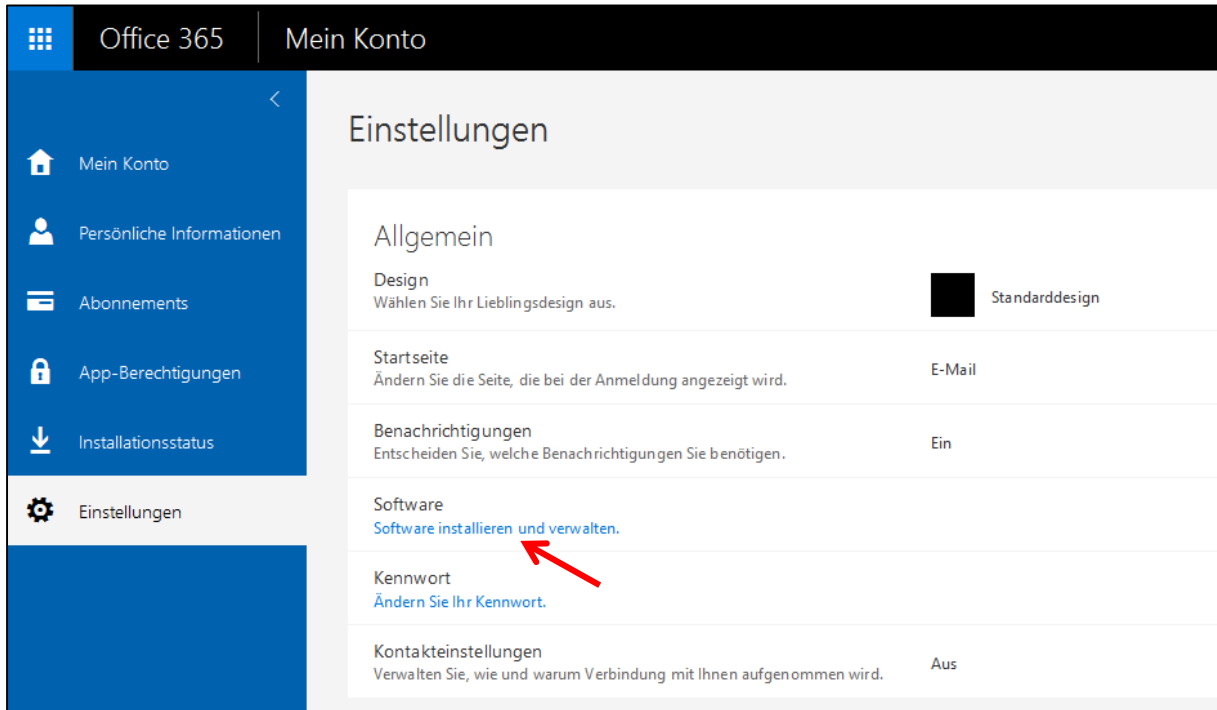 Office 365
Mein Konto
Mein Konto
Persönliche Informationen
Abonnements
App-Berechtigungen
Installationsstatus
Einstellungen
Einstellungen
Allgemein
Design
Wählen Sie Ihr Lieblingsdesign aus.
Standarddesign
Startseite
Ändern Sie die Seite, die bei der Anmeldung angezeigt wird.
E-Mail
Benachrichtigungen
Entscheiden Sie, welche Benachrichtigungen Sie benötigen.
Ein
Software
Software installieren und verwalten.
Kennwort
Ändern Sie Ihr Kennwort.
Kontakteinstellungen
Verwalten Sie, wie und warum Verbindung mit Ihnen aufgenommen wird.
Aus